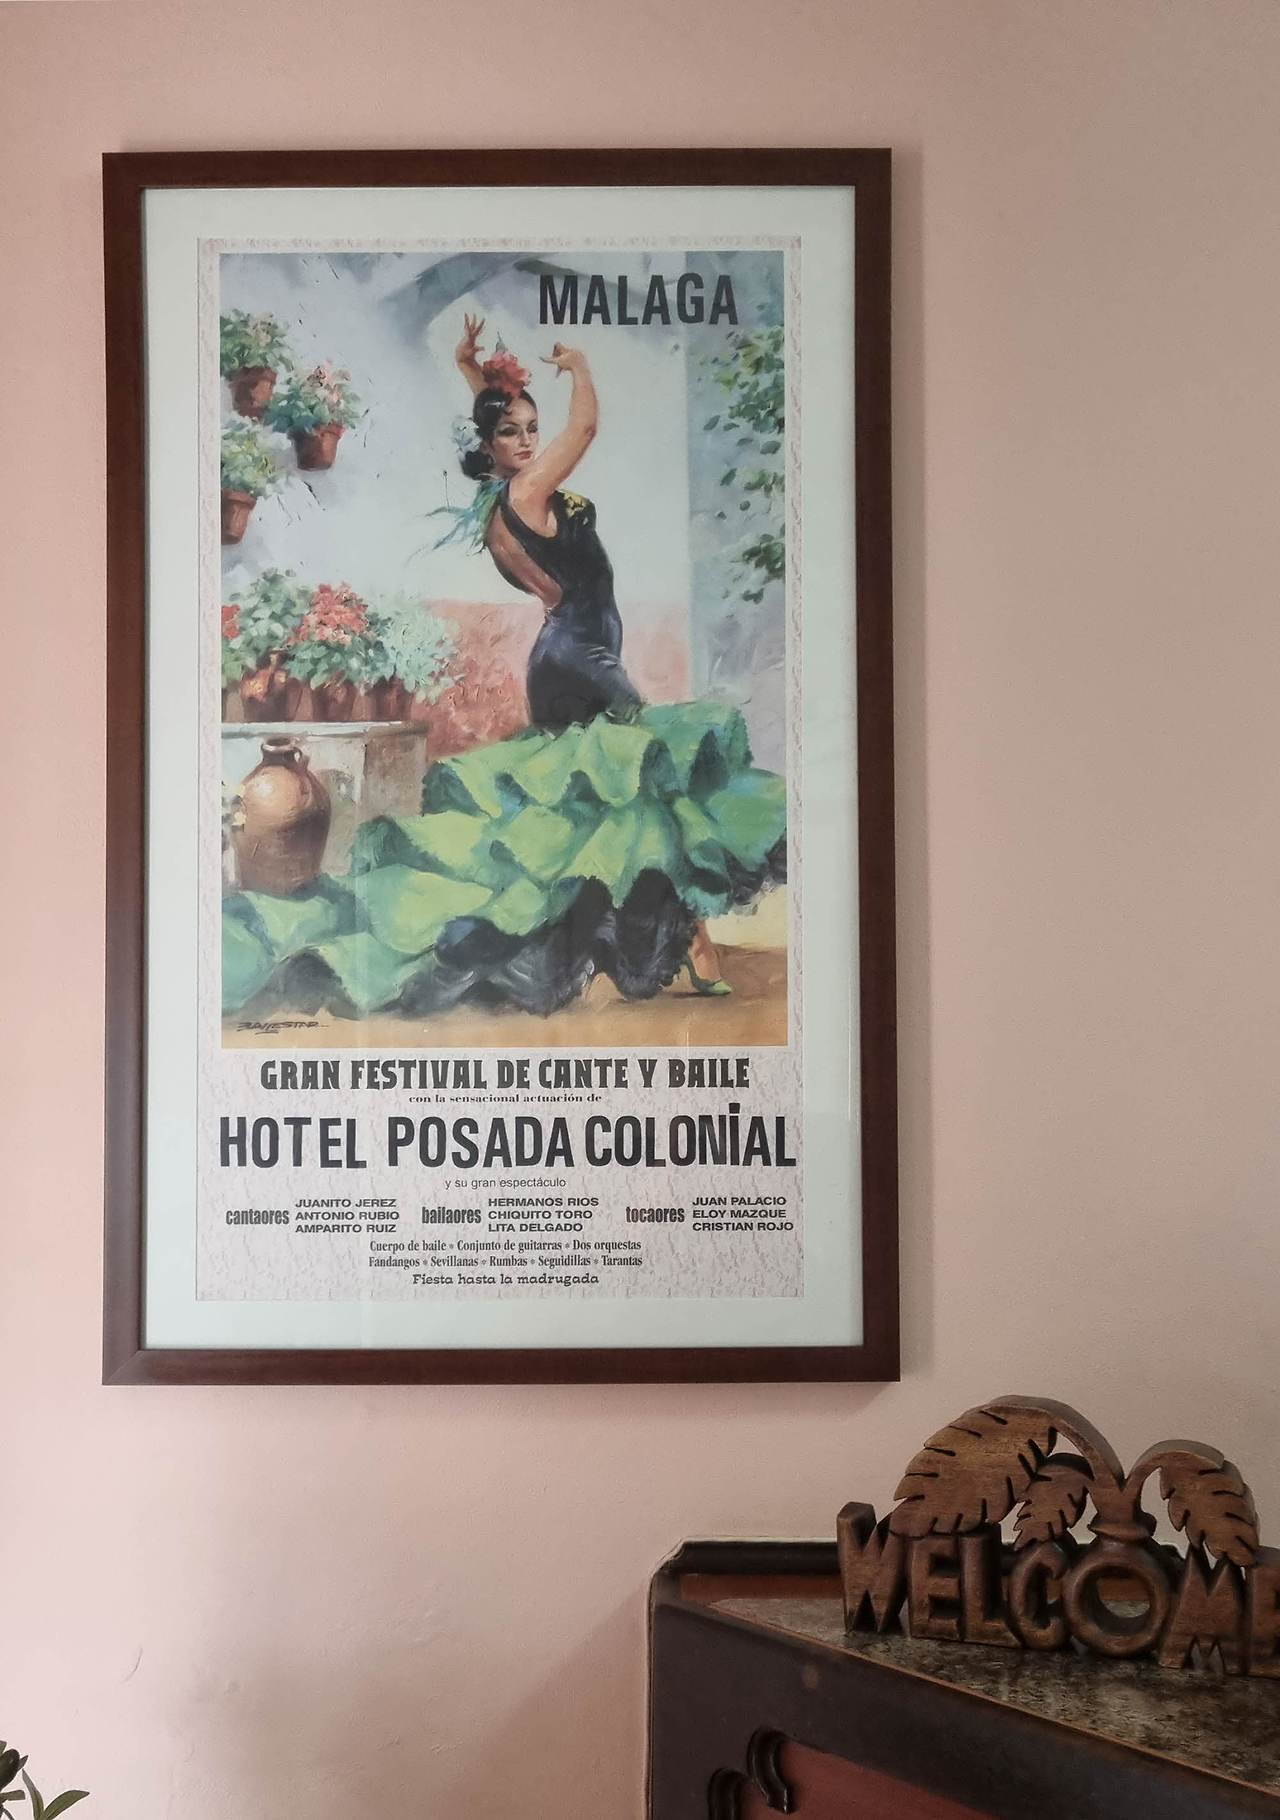 MALAGA
BALLESTAR
GRAN FESTIVAL DE CANTE Y BAILE
con la sensacional actuación de
HOTEL POSADA COLONiAL
y su gran espectáculo
cantaores JUANITO JEREZ ANTONIO RUBIO AMPARITO RUIZ
bailaores HERMANOS RIOS CHIQUITO TORO LITA DELGADO
tocaores JUAN PALACIO ELOY MAZQUE CRISTIAN ROJO
Cuerpo de baile * Conjunto de guitarras * Dos orquestas
Fandangos * Sevillanas * Rumbas * Seguidillas * Tarantas
Fiesta hasta la madrugada
WELCOME